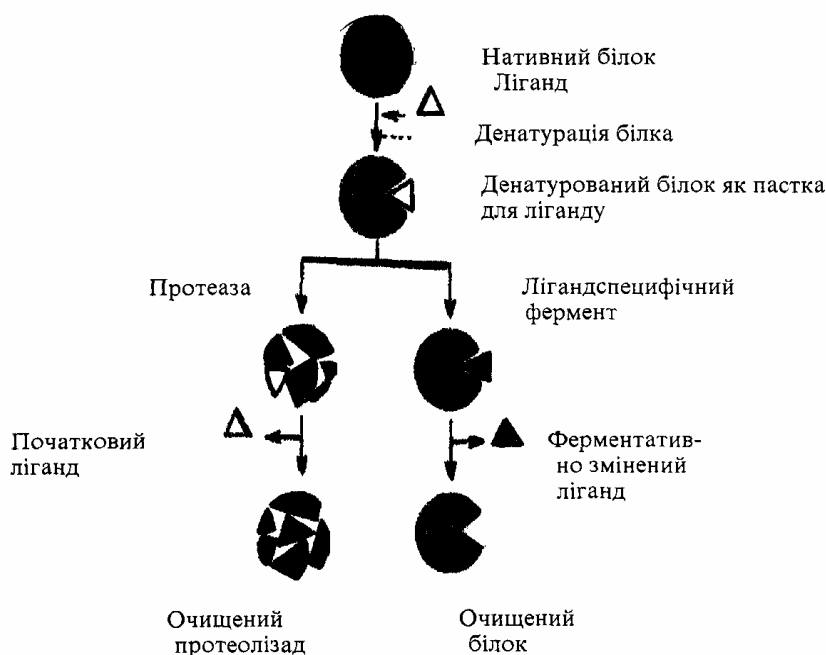 Нативний білок
Ліганд
Денатурація білка
Денатурований білок як пастка
для ліганду
Протеаза
Лігандспецифічний
фермент
Початковий
ліганд
Ферментатив-
но змінений
ліганд
Очищений
протеолізад
Очищений
білок